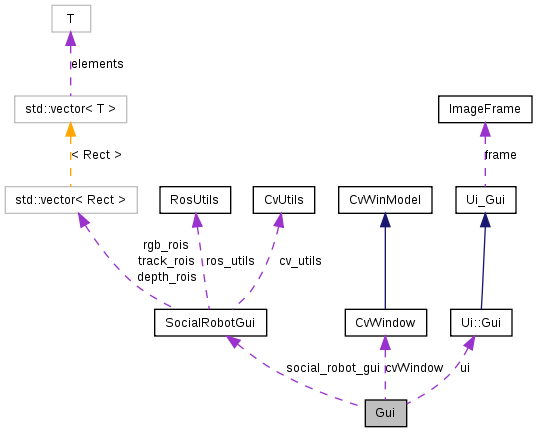 T
elements
std::vector< T >
ImageFrame
< Rect >
frame
std::vector< Rect >
RosUtils
CvUtils
CvWinModel
Ui_Gui
rgb_rois
track_rois
depth_rois
ros_utils
cv_utils
SocialRobotGui
CvWindow
Ui::Gui
social_robot_gui
cvWindow
ui
Gui